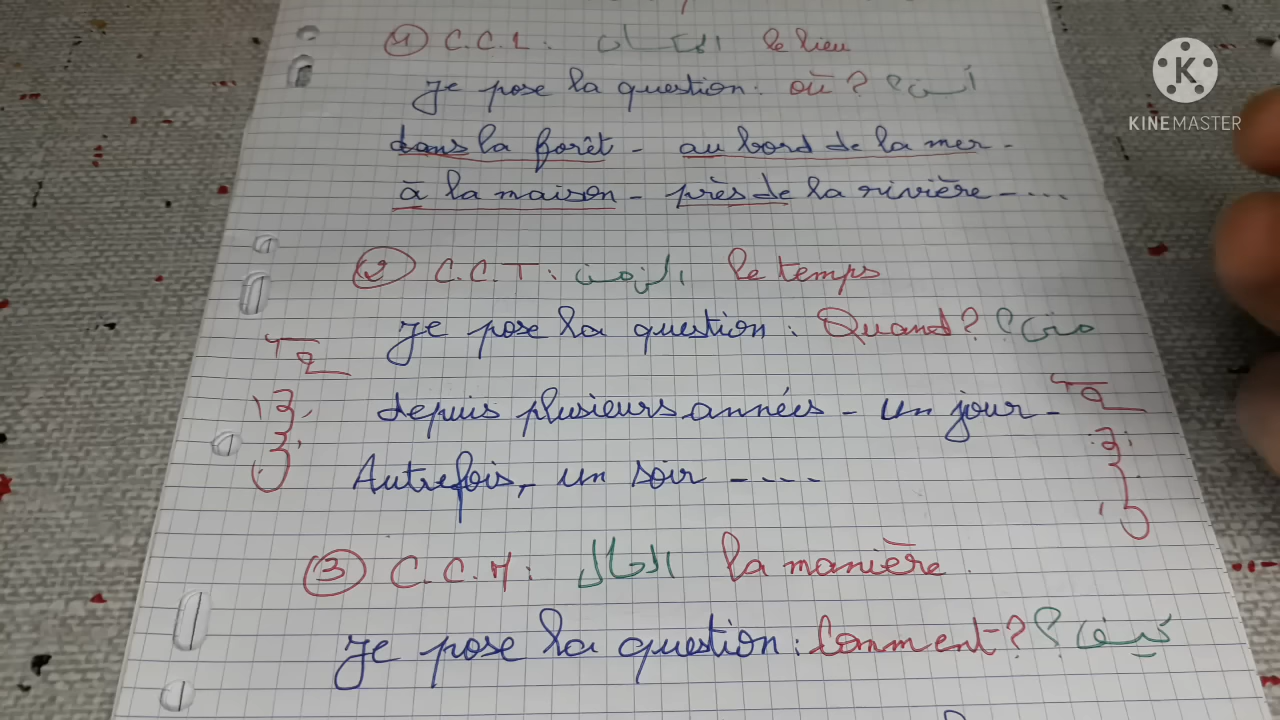 ① C.C.L : المكان le lieu
Je pose la question : où ? أين؟
dans la forêt - au bord de la mer -
à la maison - près de la rivière - ....
② C.C.T : الزمن le temps
Je pose la question : Quand ? متى؟
depuis plusieurs années - un jour -
Autrefois, - un soir - ....
③ C.C.M : الحال la manière.
Je pose la question : Comment ? كيف؟
KINEMASTER